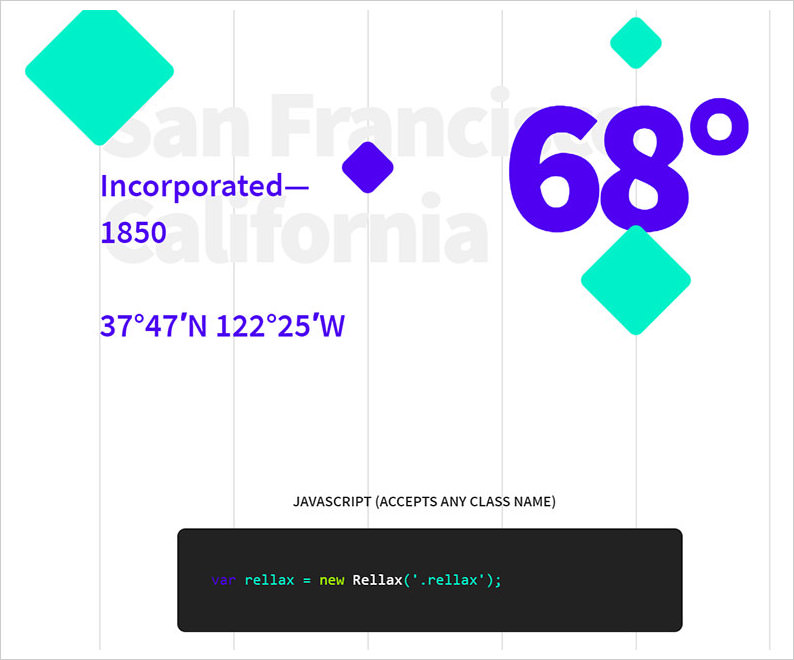 San Francisco
68°
Incorporated—
1850
California
37°47′N 122°25′W
JAVASCRIPT (ACCEPTS ANY CLASS NAME)
var rellax = new Rellax('.rellax');